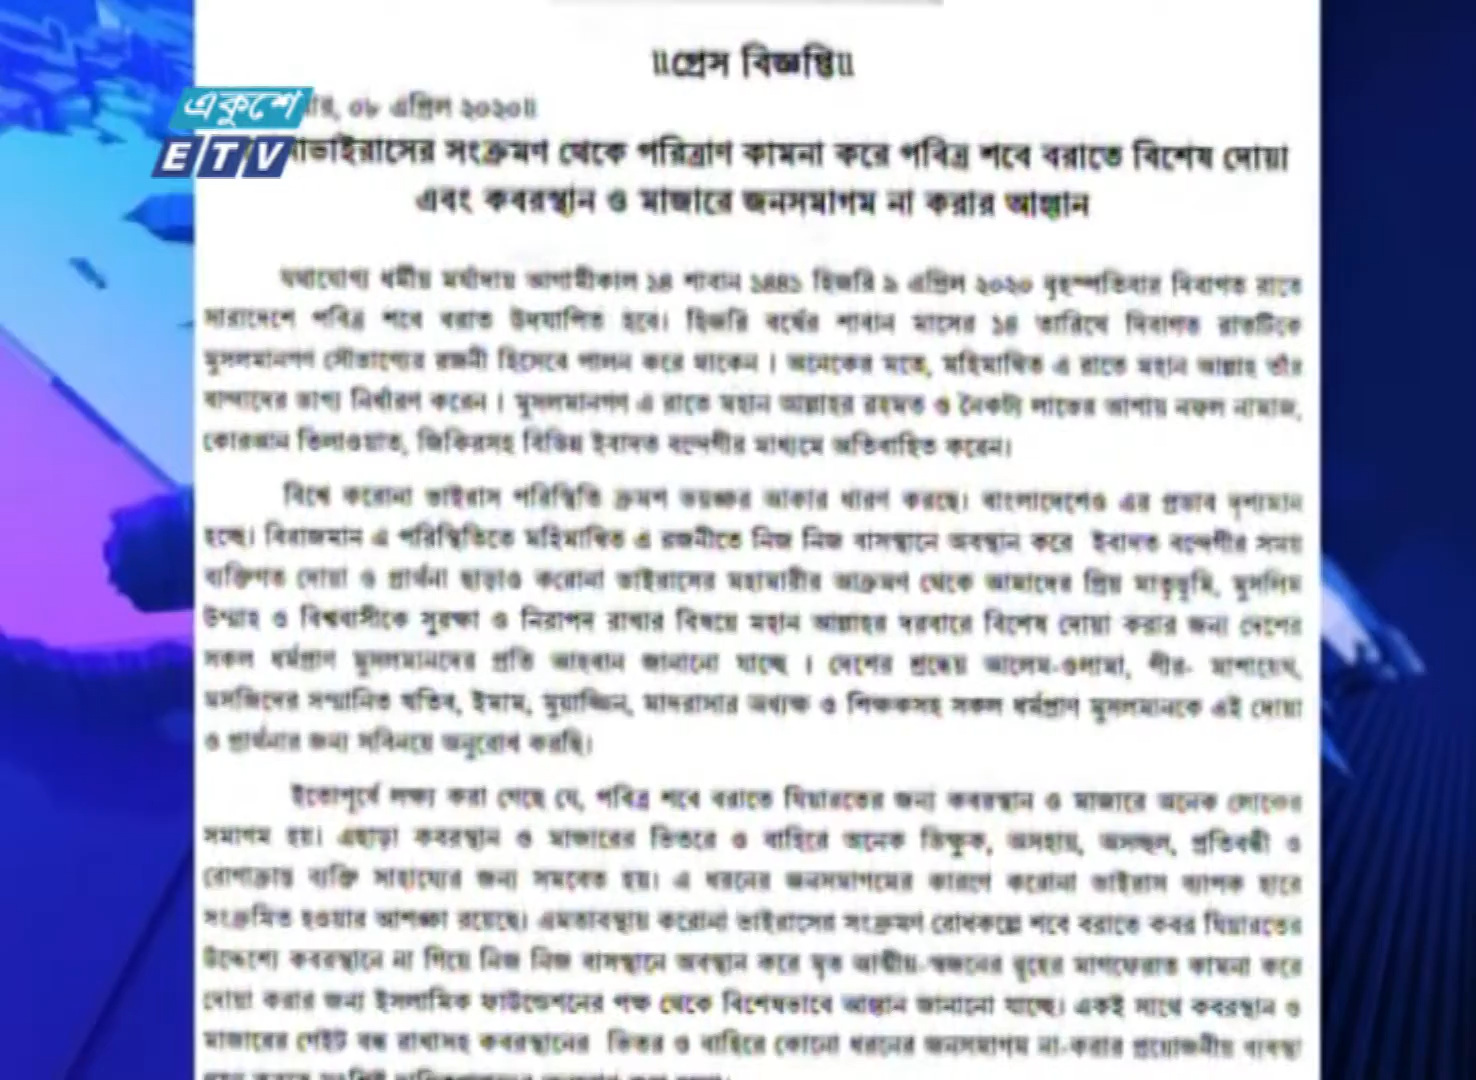 ॥প্রেস বিজ্ঞপ্তি॥
একুশে
ETV
০৮ এপ্রিল ২০২০॥
ভাইরাসের সংক্রমণ থেকে পরিত্রাণ কামনা করে পবিত্র শবে বরাতে বিশেষ দোয়া
এবং কবরস্থান ও মাজারে জনসমাগম না করার আহ্বান
যথাযোগ্য ধর্মীয় মর্যাদায় আগামীকাল ১৪ শাবান ১৪৪১ হিজরি ৯ এপ্রিল ২০২০ বৃহস্পতিবার দিবাগত রাতে
সারাদেশে পবিত্র শবে বরাত উদযাপিত হবে। হিজরি বর্ষের শাবান মাসের ১৪ তারিখে দিবাগত রাতটিকে
মুসলমানগণ সৌভাগ্যের রজনী হিসেবে পালন করে থাকেন। অনেকের মতে, মহিমান্বিত এ রাতে মহান আল্লাহ তাঁর
বান্দাদের ভাগ্য নির্ধারণ করেন। মুসলমানগণ এ রাতে মহান আল্লাহর রহমত ও নৈকট্য লাভের আশায় নফল নামাজ,
কোরআন তিলাওয়াত, জিকিরসহ বিভিন্ন ইবাদত বন্দেগীর মাধ্যমে অতিবাহিত করেন।
বিশ্বে করোনা ভাইরাস পরিস্থিতি ক্রমশ ভয়ঙ্কর আকার ধারণ করছে। বাংলাদেশেও এর প্রভাব দৃশ্যমান
হচ্ছে। বিরাজমান এ পরিস্থিতিতে মহিমান্বিত এ রজনীতে নিজ নিজ বাসস্থানে অবস্থান করে ইবাদত বন্দেগীর সময়
ব্যক্তিগত দোয়া ও প্রার্থনা ছাড়াও করোনা ভাইরাসের মহামারীর আক্রমণ থেকে আমাদের প্রিয় মাতৃভূমি, মুসলিম
উম্মাহ ও বিশ্ববাসীকে সুরক্ষা ও নিরাপদ রাখার বিষয়ে মহান আল্লাহর দরবারে বিশেষ দোয়া করার জন্য দেশের
সকল ধর্মপ্রাণ মুসলমানদের প্রতি আহবান জানানো যাচ্ছে। দেশের শ্রদ্ধেয় আলেম-ওলামা, পীর- মাশায়েখ,
মসজিদের সম্মানিত খতিব, ইমাম, মুয়াজ্জিন, মাদরাসার অধ্যক্ষ ও শিক্ষকসহ সকল ধর্মপ্রাণ মুসলমানকে এই দোয়া
ও প্রার্থনার জন্য সবিনয়ে অনুরোধ করছি।
ইতোপূর্বে লক্ষ্য করা গেছে যে, পবিত্র শবে বরাতে যিয়ারতের জন্য কবরস্থান ও মাজারে অনেক লোকের
সমাগম হয়। এছাড়া কবরস্থান ও মাজারের ভিতরে ও বাহিরে অনেক ভিক্ষুক, অসহায়, অসচ্ছল, প্রতিবন্ধী ও
রোগাক্রান্ত ব্যক্তি সাহায্যের জন্য সমবেত হয়। এ ধরনের জনসমাগমের কারণে করোনা ভাইরাস ব্যাপক হারে
সংক্রমিত হওয়ার আশঙ্কা রয়েছে। এমতাবস্থায় করোনা ভাইরাসের সংক্রমণ রোধকল্পে শবে বরাতে কবর যিয়ারতের
উদ্দেশ্যে কবরস্থানে না গিয়ে নিজ নিজ বাসস্থানে অবস্থান করে মৃত আত্মীয়-স্বজনের রূহের মাগফেরাত কামনা করে
দোয়া করার জন্য ইসলামিক ফাউন্ডেশনের পক্ষ থেকে বিশেষভাবে আহ্বান জানানো যাচ্ছে। একই সাথে কবরস্থান ও
মাজারের গেইট বন্ধ রাখাসহ কবরস্থানের ভিতর ও বাহিরে কোনো ধরনের জনসমাগম না-করার প্রয়োজনীয় ব্যবস্থা